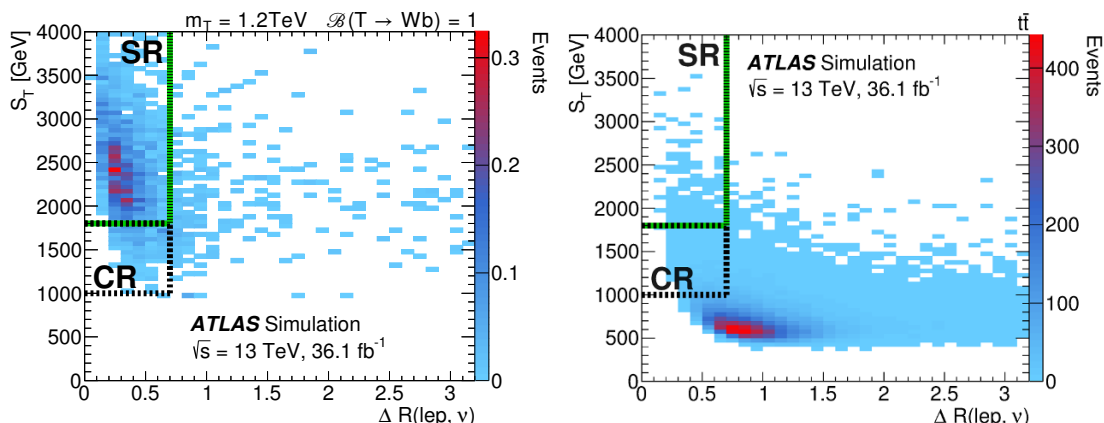 m_T = 1.2TeV ℬ(T → Wb) = 1
S_T [GeV]
4000
3500
3000
2500
2000
1500
1000
500
0
SR
CR
ATLAS Simulation
√s = 13 TeV, 36.1 fb⁻¹
0 0.5 1 1.5 2 2.5 3
Δ R(lep, ν)
Events
0.3
0.2
0.1
0
tt̄
S_T [GeV]
4000
3500
3000
2500
2000
1500
1000
500
0
SR
CR
ATLAS Simulation
√s = 13 TeV, 36.1 fb⁻¹
0 0.5 1 1.5 2 2.5 3
Δ R(lep, ν)
Events
400
300
200
100
0